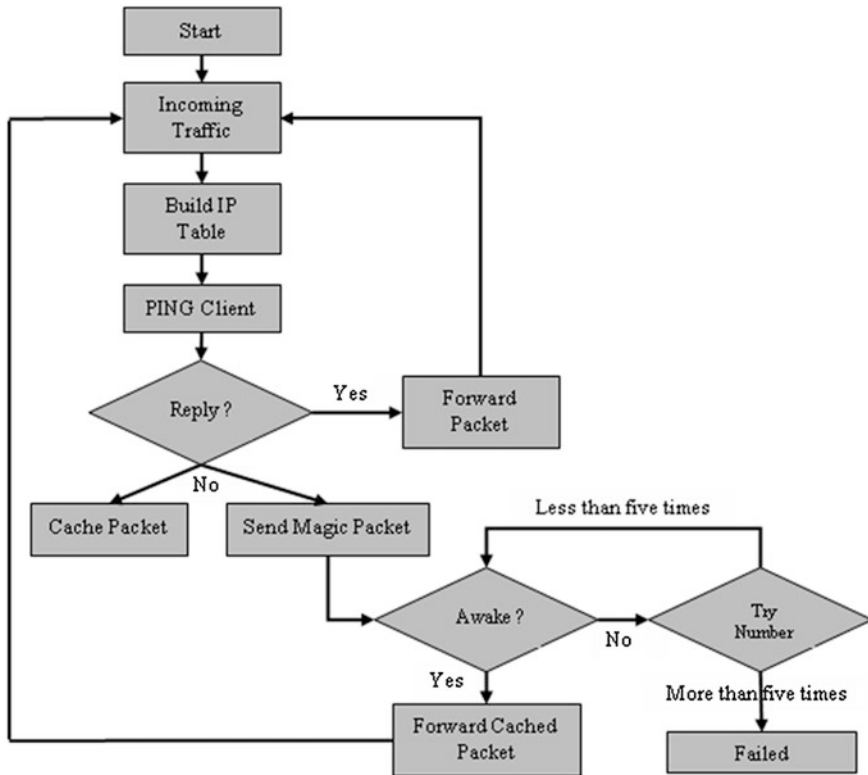 Start
Incoming
Traffic
Build IP
Table
PING Client
Reply ?
Yes
Forward
Packet
No
Cache Packet
Send Magic Packet
Less than five times
Awake ?
No
Try
Number
Yes
More than five times
Forward Cached
Packet
Failed